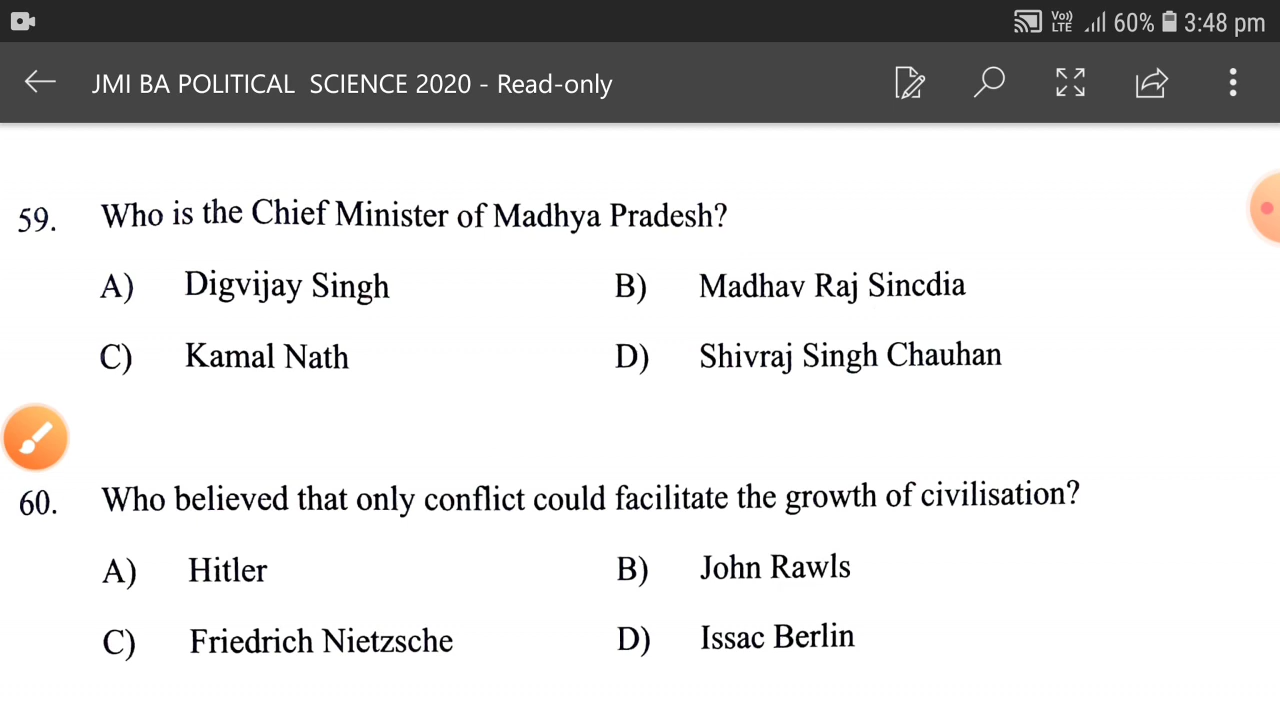 Vo))
LTE
60%
3:48 pm
JMI BA POLITICAL SCIENCE 2020 - Read-only
59. Who is the Chief Minister of Madhya Pradesh?
A) Digvijay Singh B) Madhav Raj Sincdia
C) Kamal Nath D) Shivraj Singh Chauhan
60. Who believed that only conflict could facilitate the growth of civilisation?
A) Hitler B) John Rawls
C) Friedrich Nietzsche D) Issac Berlin